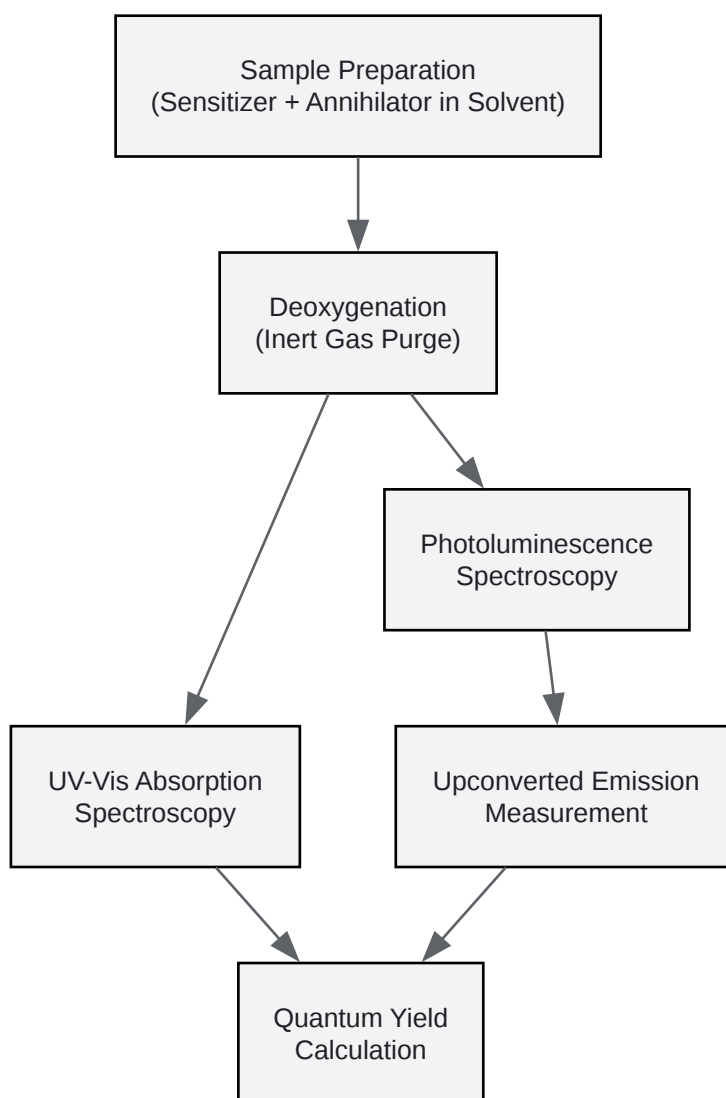 Sample Preparation
(Sensitizer + Annihilator in Solvent)
Deoxygenation
(Inert Gas Purge)
Photoluminescence
Spectroscopy
UV-Vis Absorption
Spectroscopy
Upconverted Emission
Measurement
Quantum Yield
Calculation